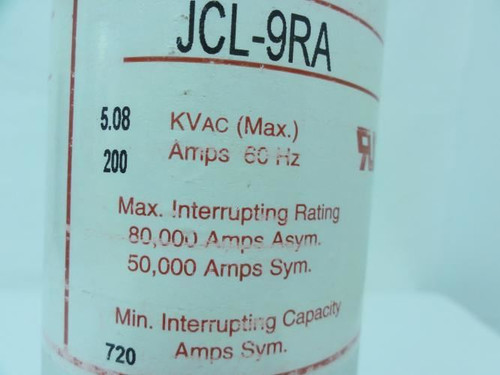 JCL-9RA
5.08 KVAC (Max.)
200 Amps 60 Hz
Max. Interrupting Rating
80,000 Amps Asym.
50,000 Amps Sym.
Min. Interrupting Capacity
720 Amps Sym.